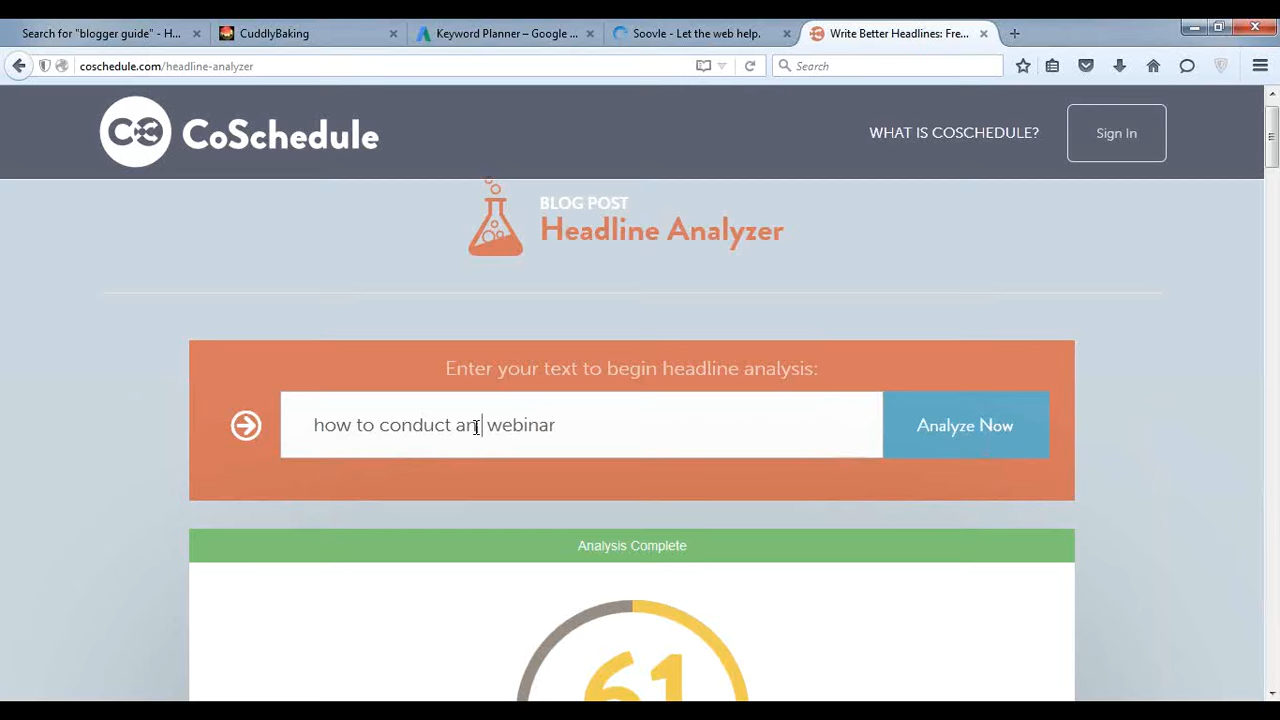 Search for "blogger guide" - H...
CuddlyBaking
Keyword Planner – Google ...
Soovle - Let the web help.
Write Better Headlines: Fre...
coschedule.com/headline-analyzer
Search
CoSchedule
WHAT IS COSCHEDULE?
Sign In
BLOG POST
Headline Analyzer
Enter your text to begin headline analysis:
how to conduct an webinar
Analyze Now
Analysis Complete
61